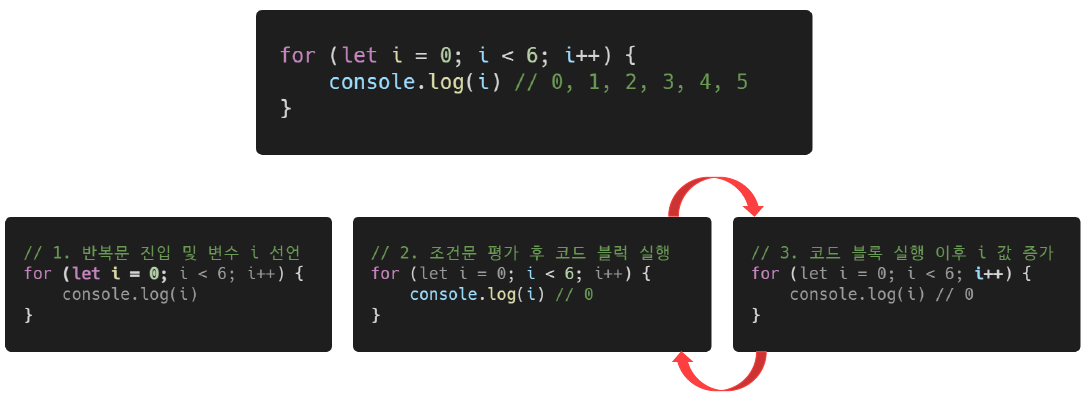 for (let i = 0; i < 6; i++) {
    console.log(i) // 0, 1, 2, 3, 4, 5
}
// 1. 반복문 진입 및 변수 i 선언
for (let i = 0; i < 6; i++) {
    console.log(i)
}
// 2. 조건문 평가 후 코드 블럭 실행
for (let i = 0; i < 6; i++) {
    console.log(i) // 0
}
// 3. 코드 블록 실행 이후 i 값 증가
for (let i = 0; i < 6; i++) {
    console.log(i) // 0
}